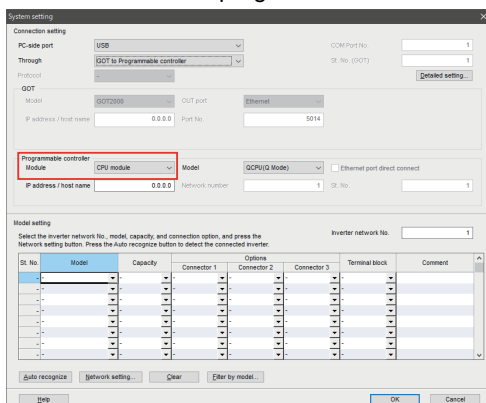 System setting
Connection setting
PC-side port USB COM Port No 1
Through GOT to Programmable controller St. No. (GOT) 1
Protocol - Detailed setting...
GOT
Model GOT2000 OUT port Ethernet
IP address / host name 0.0.0.0 Port No. 5014
Programmable controller
Module CPU module Model QCPU(Q Mode) Ethernet port direct connect
IP address / host name 0.0.0.0 Network number 1 St. No. 1
Model setting
Select the inverter network No., model, capacity, and connection option, and press the Inverter network No. 1
Network setting button. Press the Auto recognize button to detect the connected inverter.
St. No. Model Capacity Options Terminal block Comment
Connector 1 Connector 2 Connector 3
- - - - - - -
- - - - - - -
- - - - - - -
- - - - - - -
- - - - - - -
- - - - - - -
- - - - - - -
Auto recognize Network setting... Clear Filter by model...
Help OK Cancel